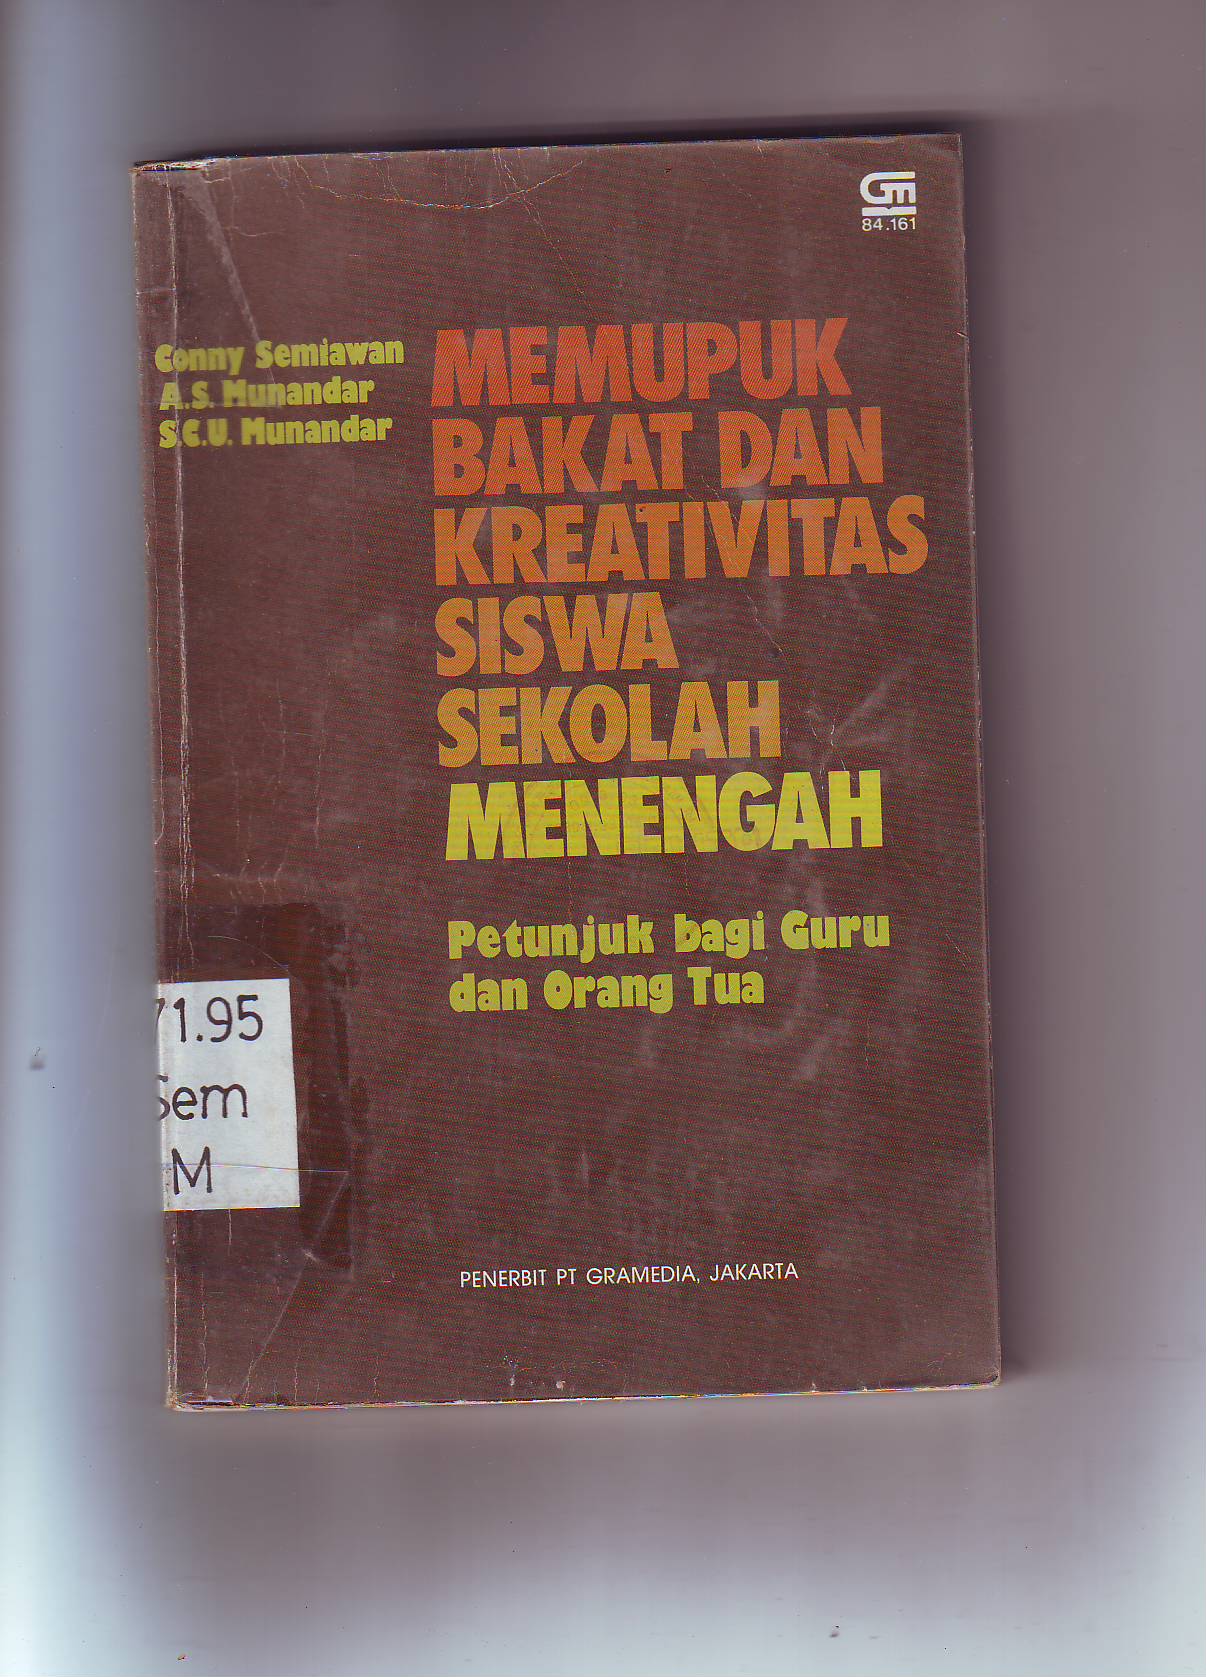 GM
84.161
Conny Semiawan
A.S. Munandar
S.C.U. Munandar
MEMUPUK
BAKAT DAN
KREATIVITAS
SISWA
SEKOLAH
MENENGAH
Petunjuk bagi Guru
dan Orang Tua
71.95
Sem
M
PENERBIT PT GRAMEDIA, JAKARTA